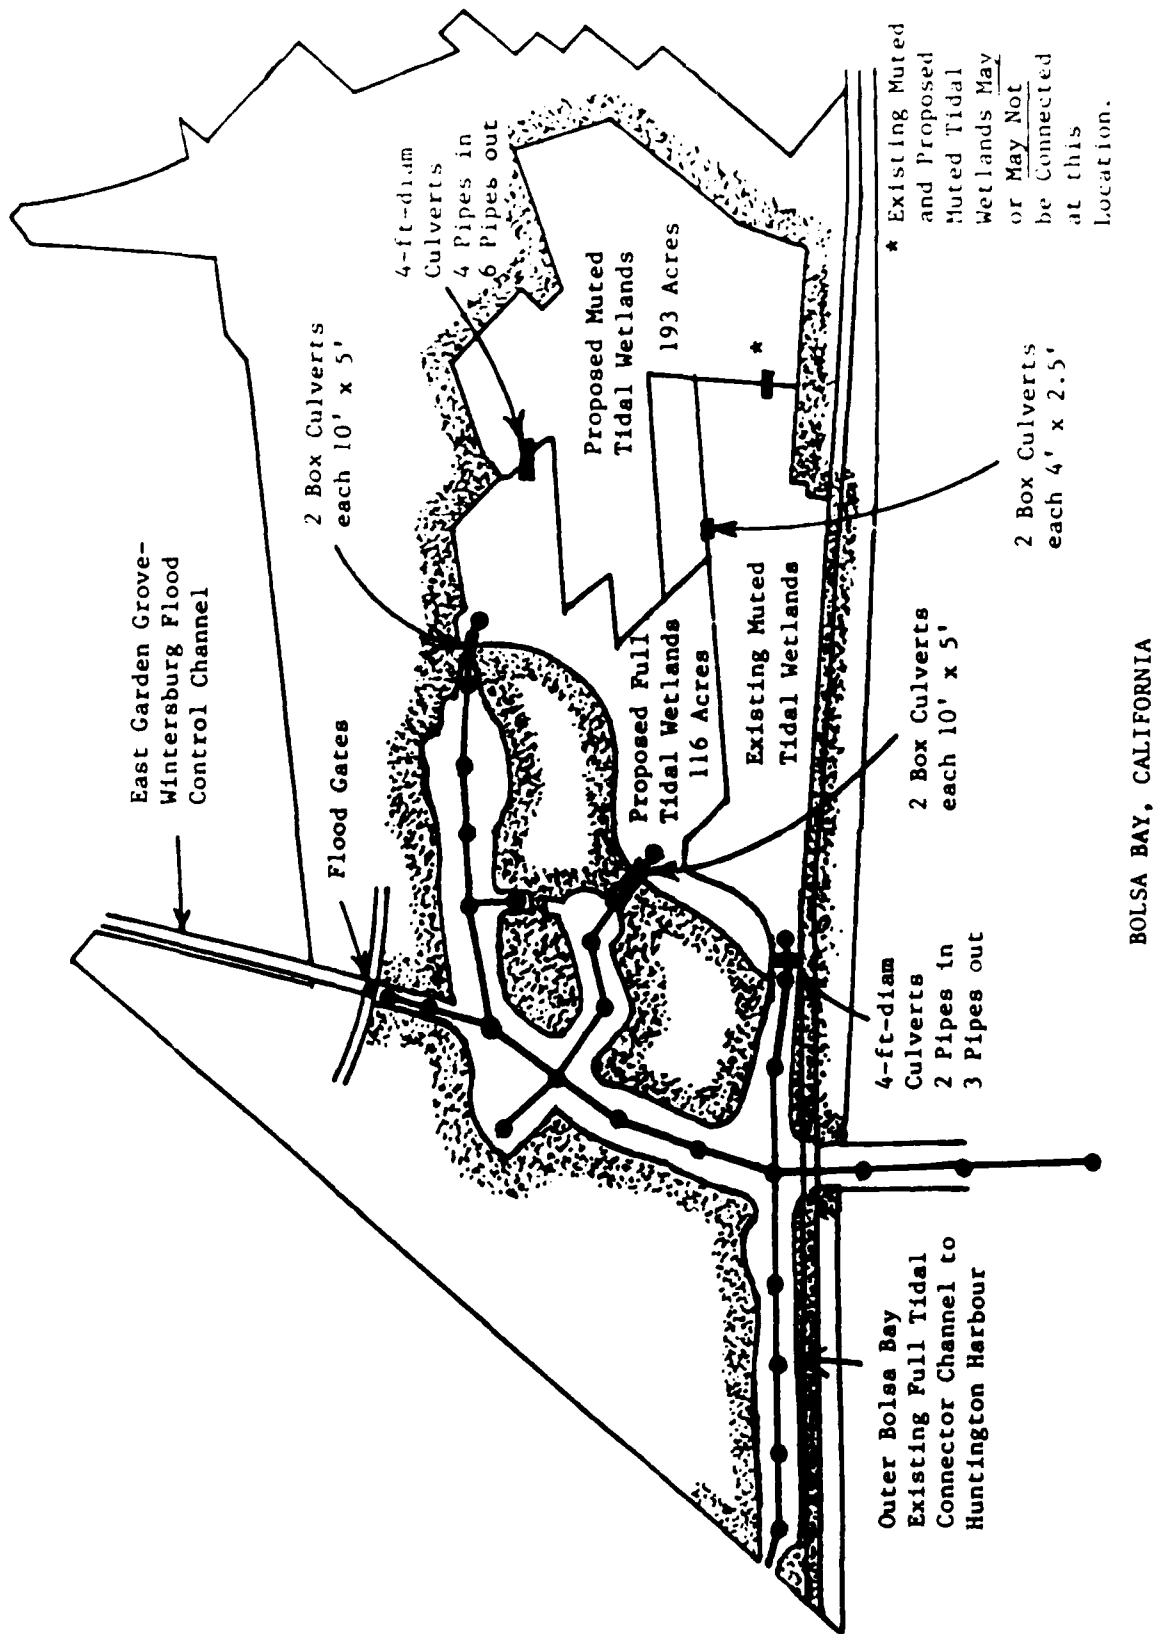 East Garden Grove-
Wintersburg Flood
Control Channel
Flood Gates
2 Box Culverts
each 10' x 5'
4-ft-diam
Culverts
4 Pipes in
6 Pipes out
Proposed Muted
Tidal Wetlands
193 Acres
*
Proposed Full
Tidal Wetlands
116 Acres
Existing Muted
Tidal Wetlands
Outer Bolsa Bay
Existing Full Tidal
Connector Channel to
Huntington Harbour
4-ft-diam
Culverts
2 Pipes in
3 Pipes out
2 Box Culverts
each 10' x 5'
2 Box Culverts
each 4' x 2.5'
* Existing Muted
and Proposed
Muted Tidal
Wetlands May
or May Not
be Connected
at this
Location.
BOLSA BAY, CALIFORNIA